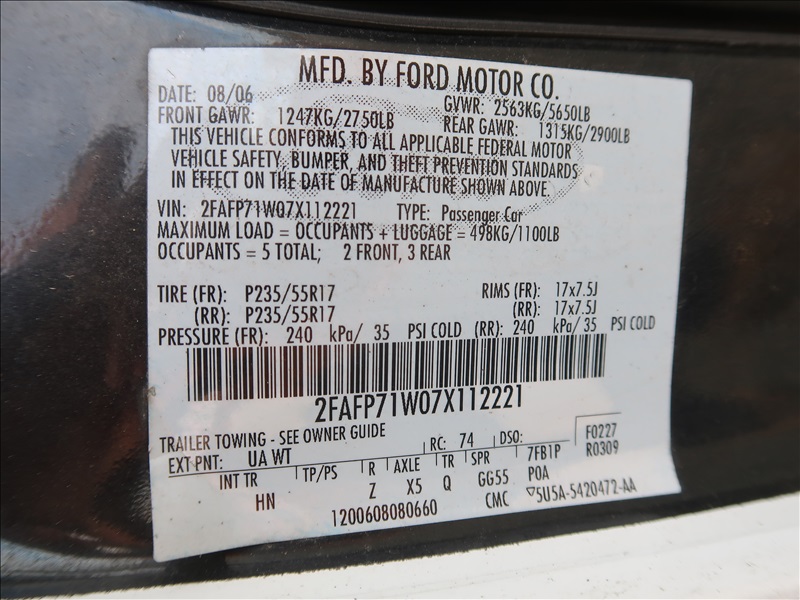 MFD. BY FORD MOTOR CO.
DATE: 08/06 GVWR: 2563KG/5650LB
FRONT GAWR: 1247KG/2750LB REAR GAWR: 1315KG/2900LB
THIS VEHICLE CONFORMS TO ALL APPLICABLE FEDERAL MOTOR
VEHICLE SAFETY, BUMPER, AND THEFT PREVENTION STANDARDS
IN EFFECT ON THE DATE OF MANUFACTURE SHOWN ABOVE.
VIN: 2FAFP71W07X112221 TYPE: Passenger Car
MAXIMUM LOAD = OCCUPANTS + LUGGAGE = 498KG/1100LB
OCCUPANTS = 5 TOTAL; 2 FRONT, 3 REAR
TIRE (FR): P235/55R17 RIMS (FR): 17x7.5J
(RR): P235/55R17 (RR): 17x7.5J
PRESSURE (FR): 240 kPa/ 35 PSI COLD (RR): 240 kPa/ 35 PSI COLD
2FAFP71W07X112221
TRAILER TOWING - SEE OWNER GUIDE RC: 74 DSO: F0227
EXT PNT: UA WT R0309
INT TR TP/PS R AXLE TR SPR 7FB1P
HN Z X5 Q GG55 POA
1200608080660 CMC ▽5U5A-5420472-AA